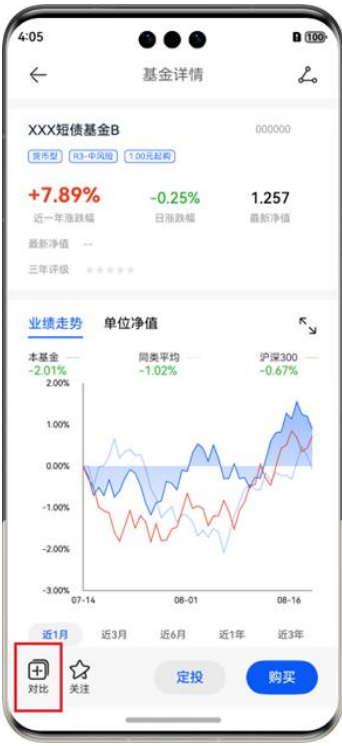 4:05
100
基金详情
XXX短债基金B
000000
货币型 R3-中风险 1.00元起购
+7.89% -0.25% 1.257
近一年涨跌幅 日涨跌幅 最新净值
最新净值 --
三年评级
业绩走势 单位净值
本基金 同类平均 沪深300
-2.01% -1.02% -0.67%
2.00%
1.00%
0.00%
-1.00%
-2.00%
-3.00%
07-14 08-01 08-16
近1月 近3月 近6月 近1年 近3年
对比 关注 定投 购买